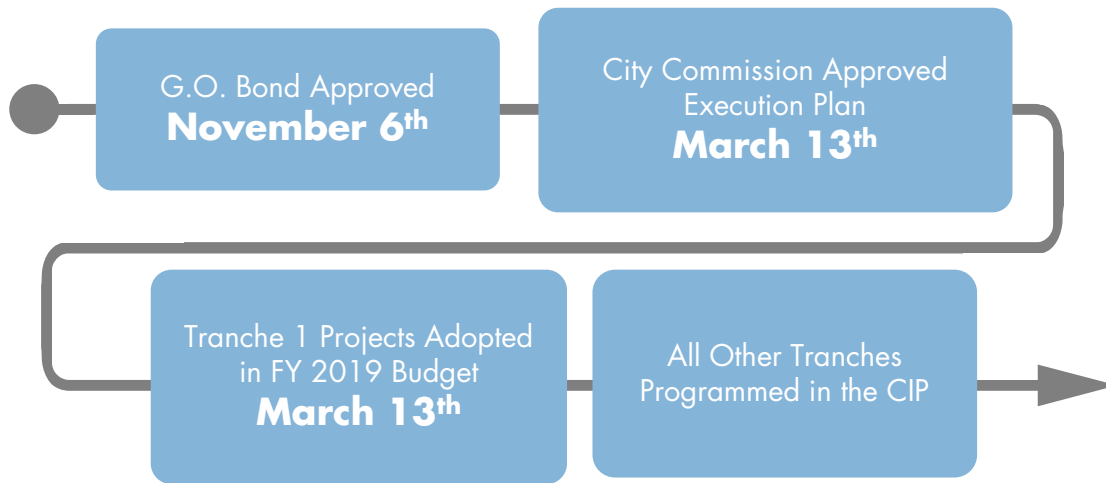 G.O. Bond Approved
November 6th
City Commission Approved
Execution Plan
March 13th
Tranche 1 Projects Adopted
in FY 2019 Budget
March 13th
All Other Tranches
Programmed in the CIP